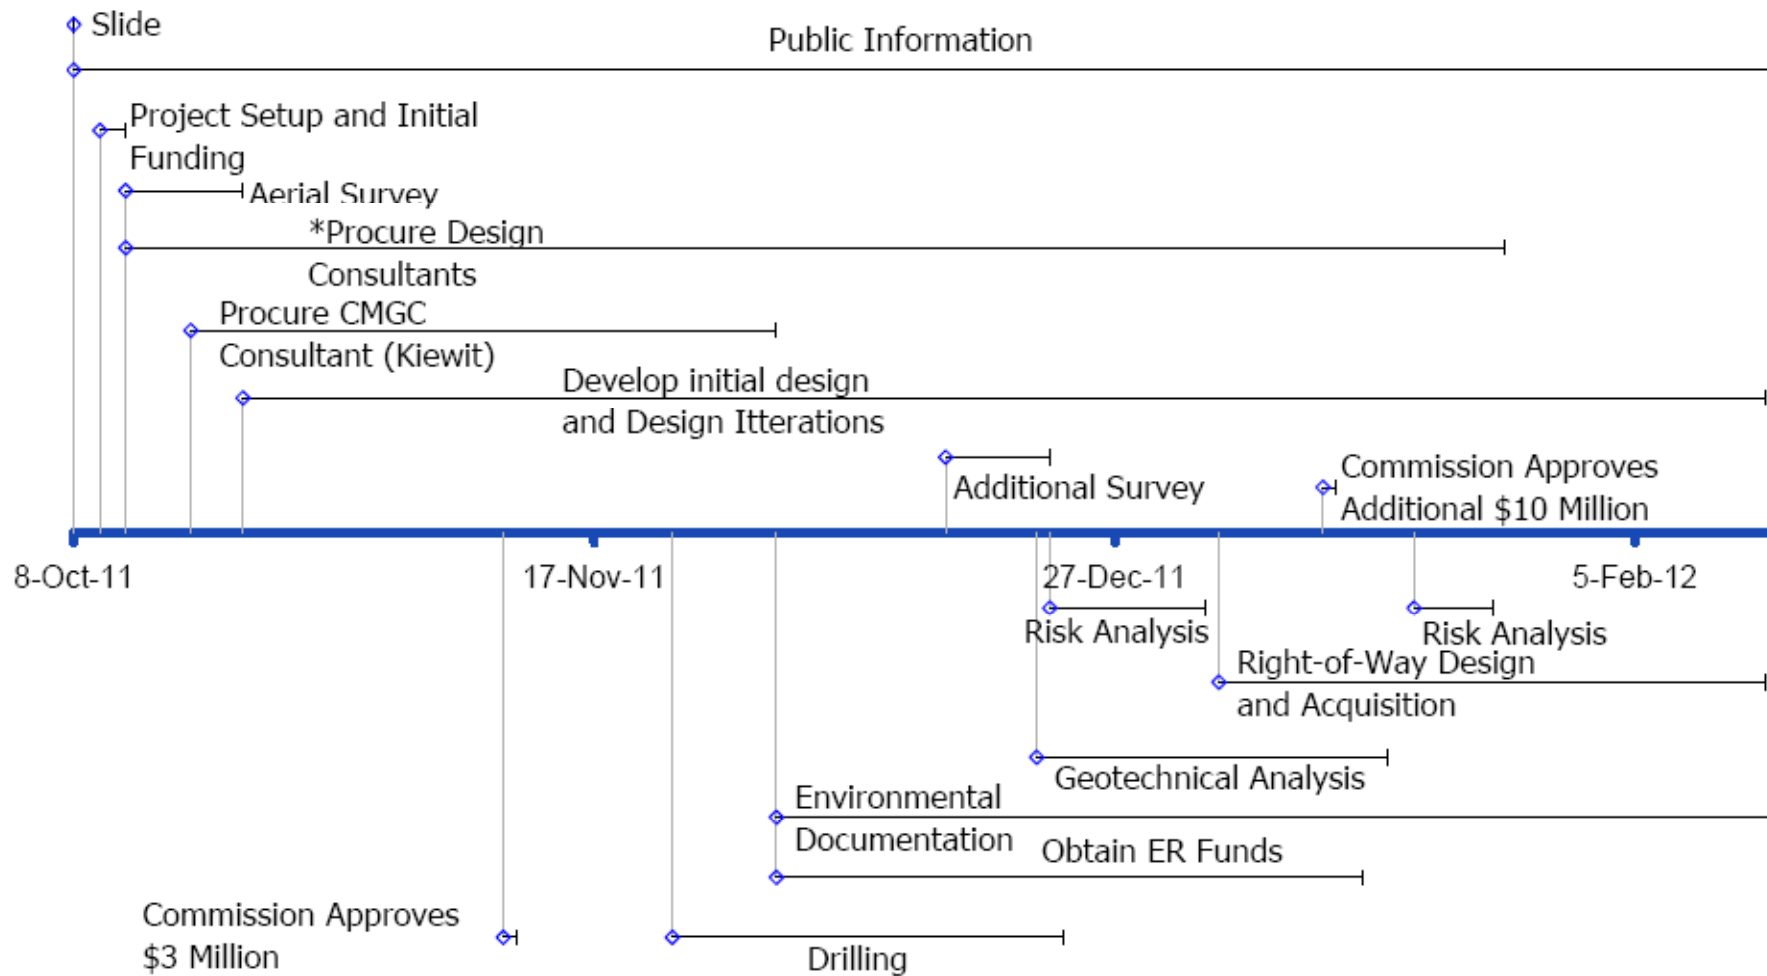 Slide
Public Information
Project Setup and Initial
Funding
Aerial Survey
*Procure Design
Consultants
Procure CMGC
Consultant (Kiewit)
Develop initial design
and Design Itterations
Additional Survey
Commission Approves
Additional $10 Million
8-Oct-11
17-Nov-11
27-Dec-11
5-Feb-12
Risk Analysis
Risk Analysis
Right-of-Way Design
and Acquisition
Geotechnical Analysis
Environmental
Documentation
Obtain ER Funds
Commission Approves
$3 Million
Drilling